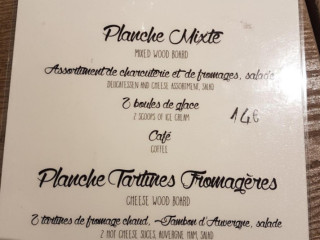 Planche Mixte
MIXED WOOD BOARD
Assortiment de charcuterie et de fromages, salade
DELICATESSEN AND CHEESE ASSORTIMENT, SALAD
2 boules de glace
14€
2 SCOOPS OF ICE CREAM
Café
COFFEE
Planche Tartines Fromagères
CHEESE WOOD BOARD
2 tartines de fromage chaud, Jambon d'Auvergne, salade
2 HOT CHEESE SLICES, AUVERGNE HAM, SALAD